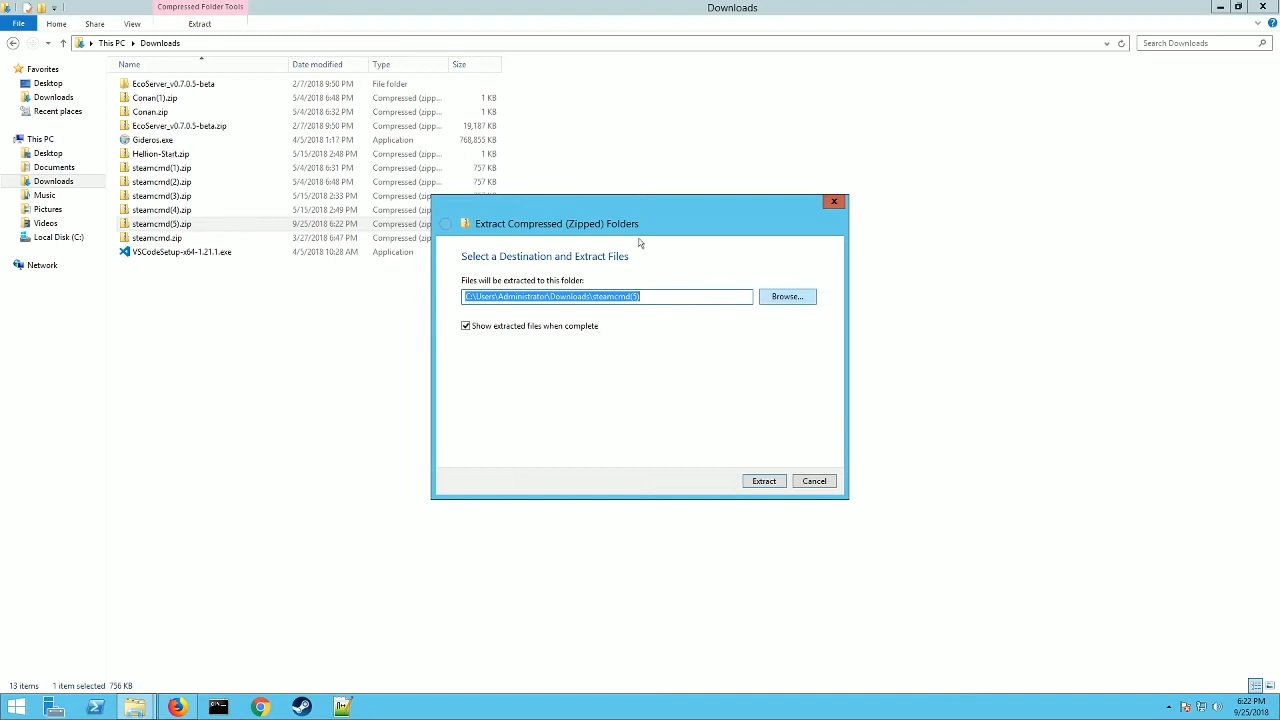 Compressed Folder Tools
Downloads
File Home Share View Extract
This PC Downloads
Search Downloads
Name Date modified Type Size
Favorites
Desktop
Downloads
Recent places
This PC
Desktop
Documents
Downloads
Music
Pictures
Videos
Local Disk (C:)
Network
EcoServer_v0.7.0.5-beta 2/7/2018 9:50 PM File folder
Conan(1).zip 5/4/2018 6:48 PM Compressed (zipp... 1 KB
Conan.zip 5/4/2018 6:32 PM Compressed (zipp... 1 KB
EcoServer_v0.7.0.5-beta.zip 2/7/2018 9:50 PM Compressed (zipp... 19,187 KB
Gideros.exe 4/5/2018 1:17 PM Application 768,855 KB
Hellion-Start.zip 5/15/2018 2:48 PM Compressed (zipp... 1 KB
steamcmd(1).zip 5/4/2018 6:31 PM Compressed (zipp... 757 KB
steamcmd(2).zip 5/4/2018 6:48 PM Compressed (zipp... 757 KB
steamcmd(3).zip 5/15/2018 2:33 PM Compressed (zipp...
steamcmd(4).zip 5/15/2018 2:49 PM Compressed (zipp
steamcmd(5).zip 9/25/2018 6:22 PM Compressed (zipp
steamcmd.zip 3/27/2018 6:47 PM Compressed (zipp
VSCodeSetup-x64-1.21.1.exe 4/5/2018 10:28 AM Application
Extract Compressed (Zipped) Folders
Select a Destination and Extract Files
Files will be extracted to this folder:
C:\Users\Administrator\Downloads\steamcmd(5)
Browse...
Show extracted files when complete
Extract Cancel
13 items 1 item selected 756 KB
6:22 PM
9/25/2018